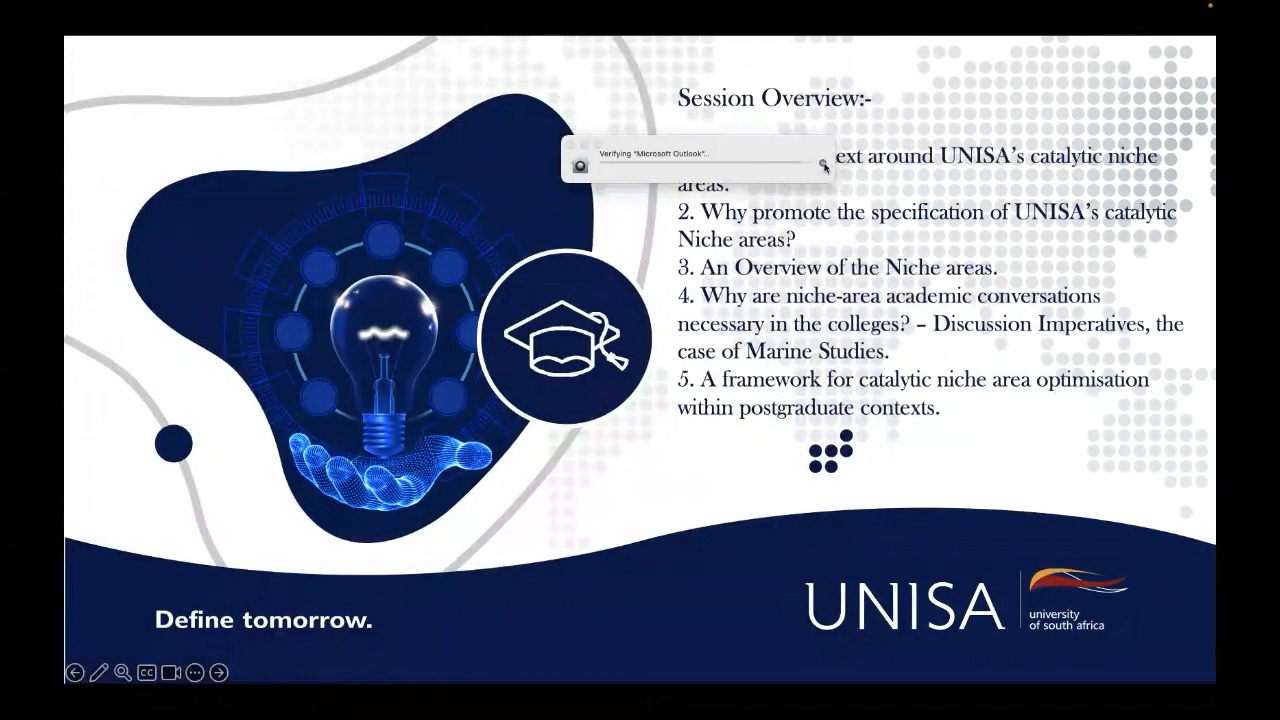 Session Overview:-
Verifying "Microsoft Outlook"...
ext around UNISA's catalytic niche
areas.
2. Why promote the specification of UNISA's catalytic
Niche areas?
3. An Overview of the Niche areas.
4. Why are niche-area academic conversations
necessary in the colleges? – Discussion Imperatives, the
case of Marine Studies.
5. A framework for catalytic niche area optimisation
within postgraduate contexts.
Define tomorrow.
UNISA
university
of south africa
CC